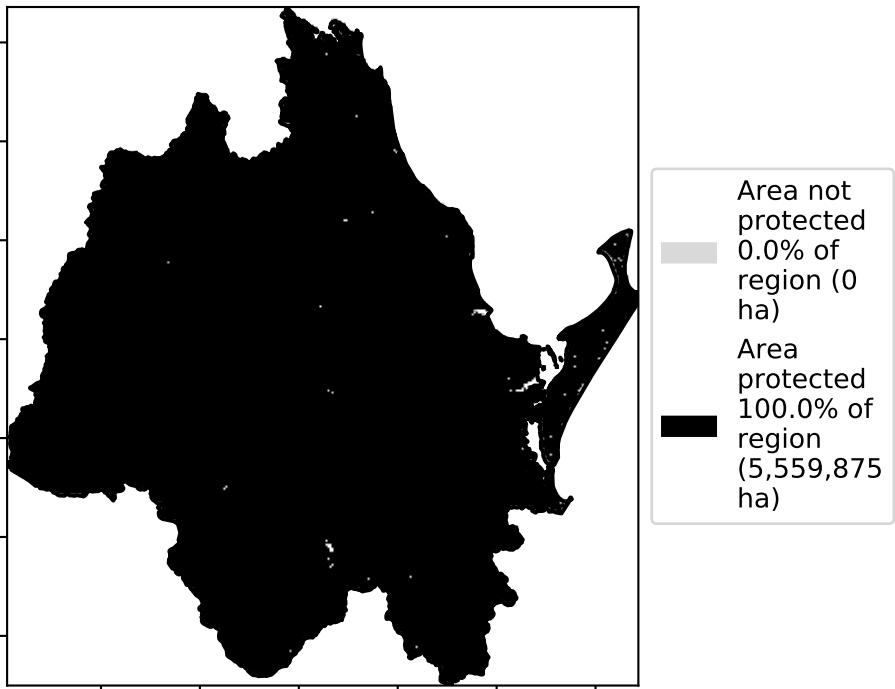 Area not
protected
0.0% of
region (0
ha)
Area
protected
100.0% of
region
(5,559,875
ha)